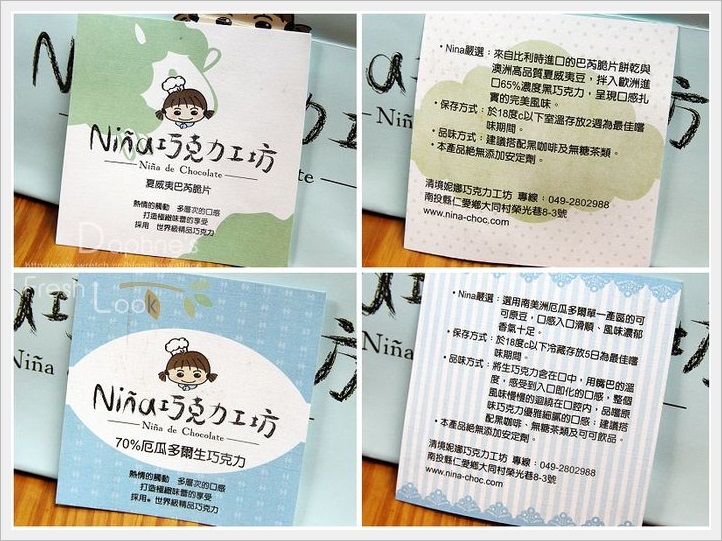 Niña巧克力工坊
Niña de Chocolate
夏威夷巴芮脆片
熱情的觸動 多層次的口感
打造極緻味蕾的享受
採用 世界級精品巧克力
Daphne's
Fresh Look
• Nina嚴選：來自比利時進口的巴芮脆片餅乾與
澳洲高品質夏威夷豆，拌入歐洲進
口65%濃度黑巧克力，呈現口感扎
實的完美風味。
• 保存方式：於18度c以下室溫存放2週為最佳嚐
味期間。
• 品味方式：建議搭配黑咖啡及無糖茶類。
• 本產品絶無添加安定劑。
清境妮娜巧克力工坊 專線：049-2802988
南投縣仁愛鄉大同村榮光巷8-3號
www.nina-choc.com
Niña巧克力工坊
Niña de Chocolate
70%厄瓜多爾生巧克力
熱情的觸動 多層次的口感
打造極緻味蕾的享受
採用。世界級精品巧克力
• Nina嚴選：選用南美洲厄瓜多爾單一產區的可
可原豆，口感入口滑順、風味濃郁
香氣十足。
• 保存方式：於18度c以下冷藏存放5日為最佳嚐
味期間。
• 品味方式：將生巧克力含在口中，用嘴巴的溫
度，感受到入口即化的口感，整個
風味慢慢的迴繞在口腔內，品嚐原
味巧克力優雅細膩的口感；建議搭
配黑咖啡、無糖茶類及可可飲品。
• 本產品絶無添加安定劑。
清境妮娜巧克力工坊 專線：049-2802988
南投縣仁愛鄉大同村榮光巷8-3號
www.nina-choc.com